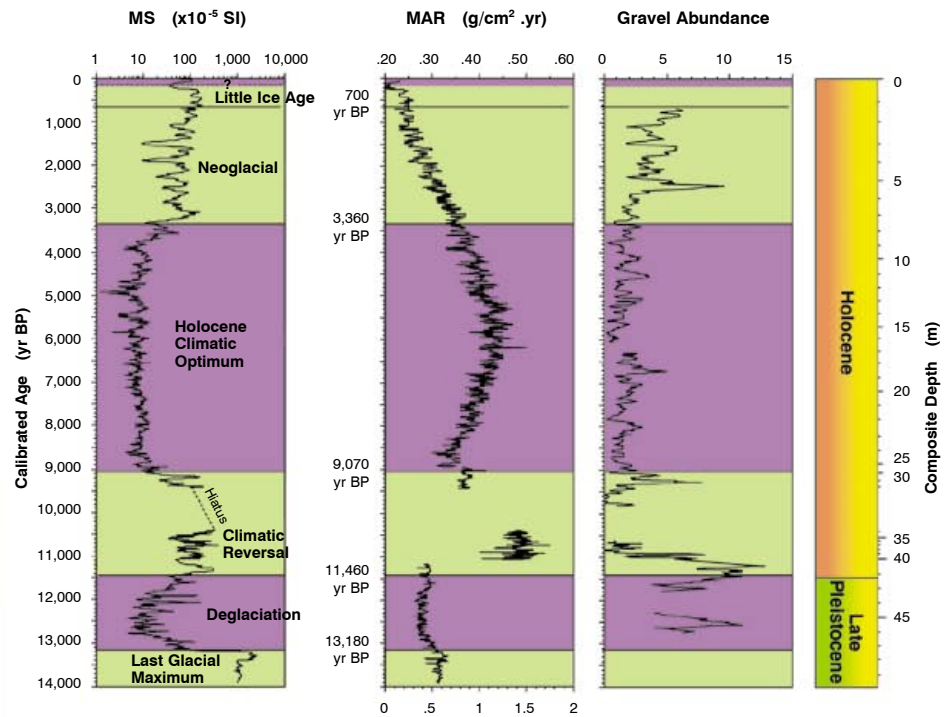 MS (x10-5 SI)
MAR (g/cm2 .yr)
Gravel Abundance
1 10 100 1,000 10,000
.20 .30 .40 .50 .60
0 5 10 15
0
1,000
2,000
3,000
4,000
5,000
6,000
7,000
8,000
9,000
10,000
11,000
12,000
13,000
14,000
Calibrated Age (yr BP)
?
Little Ice Age
Neoglacial
Holocene
Climatic
Optimum
Hiatus
Climatic
Reversal
Deglaciation
Last Glacial
Maximum
700
yr BP
3,360
yr BP
9,070
yr BP
11,460
yr BP
13,180
yr BP
0 .5 1 1.5 2
Holocene
Late
Pleistocene
0
5
10
15
20
25
30
35
40
45
Composite Depth (m)